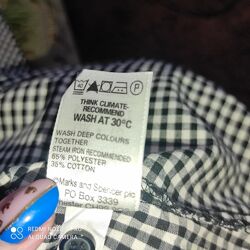 40
P
THINK CLIMATE-
RECOMMEND
WASH AT 30°C
WASH DEEP COLOURS
TOGETHER
STEAM IRON RECOMMENDED
65% POLYESTER
35% COTTON
Marks and Spencer plc
PO Box 3339
REDMI NOTE
AI QUAD CAMERA